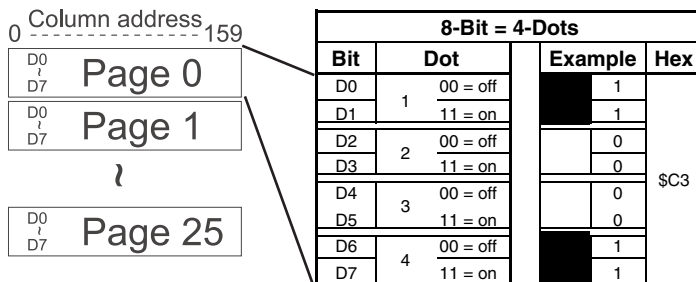 Column address
0 159
D0
~
D7
Page 0
D0
~
D7
Page 1
~
D0
~
D7
Page 25
8-Bit = 4-Dots
Bit Dot Example Hex
D0 1 00 = off 1 $C3
D1 11 = on 1
D2 2 00 = off 0
D3 11 = on 0
D4 3 00 = off 0
D5 11 = on 0
D6 4 00 = off 1
D7 11 = on 1